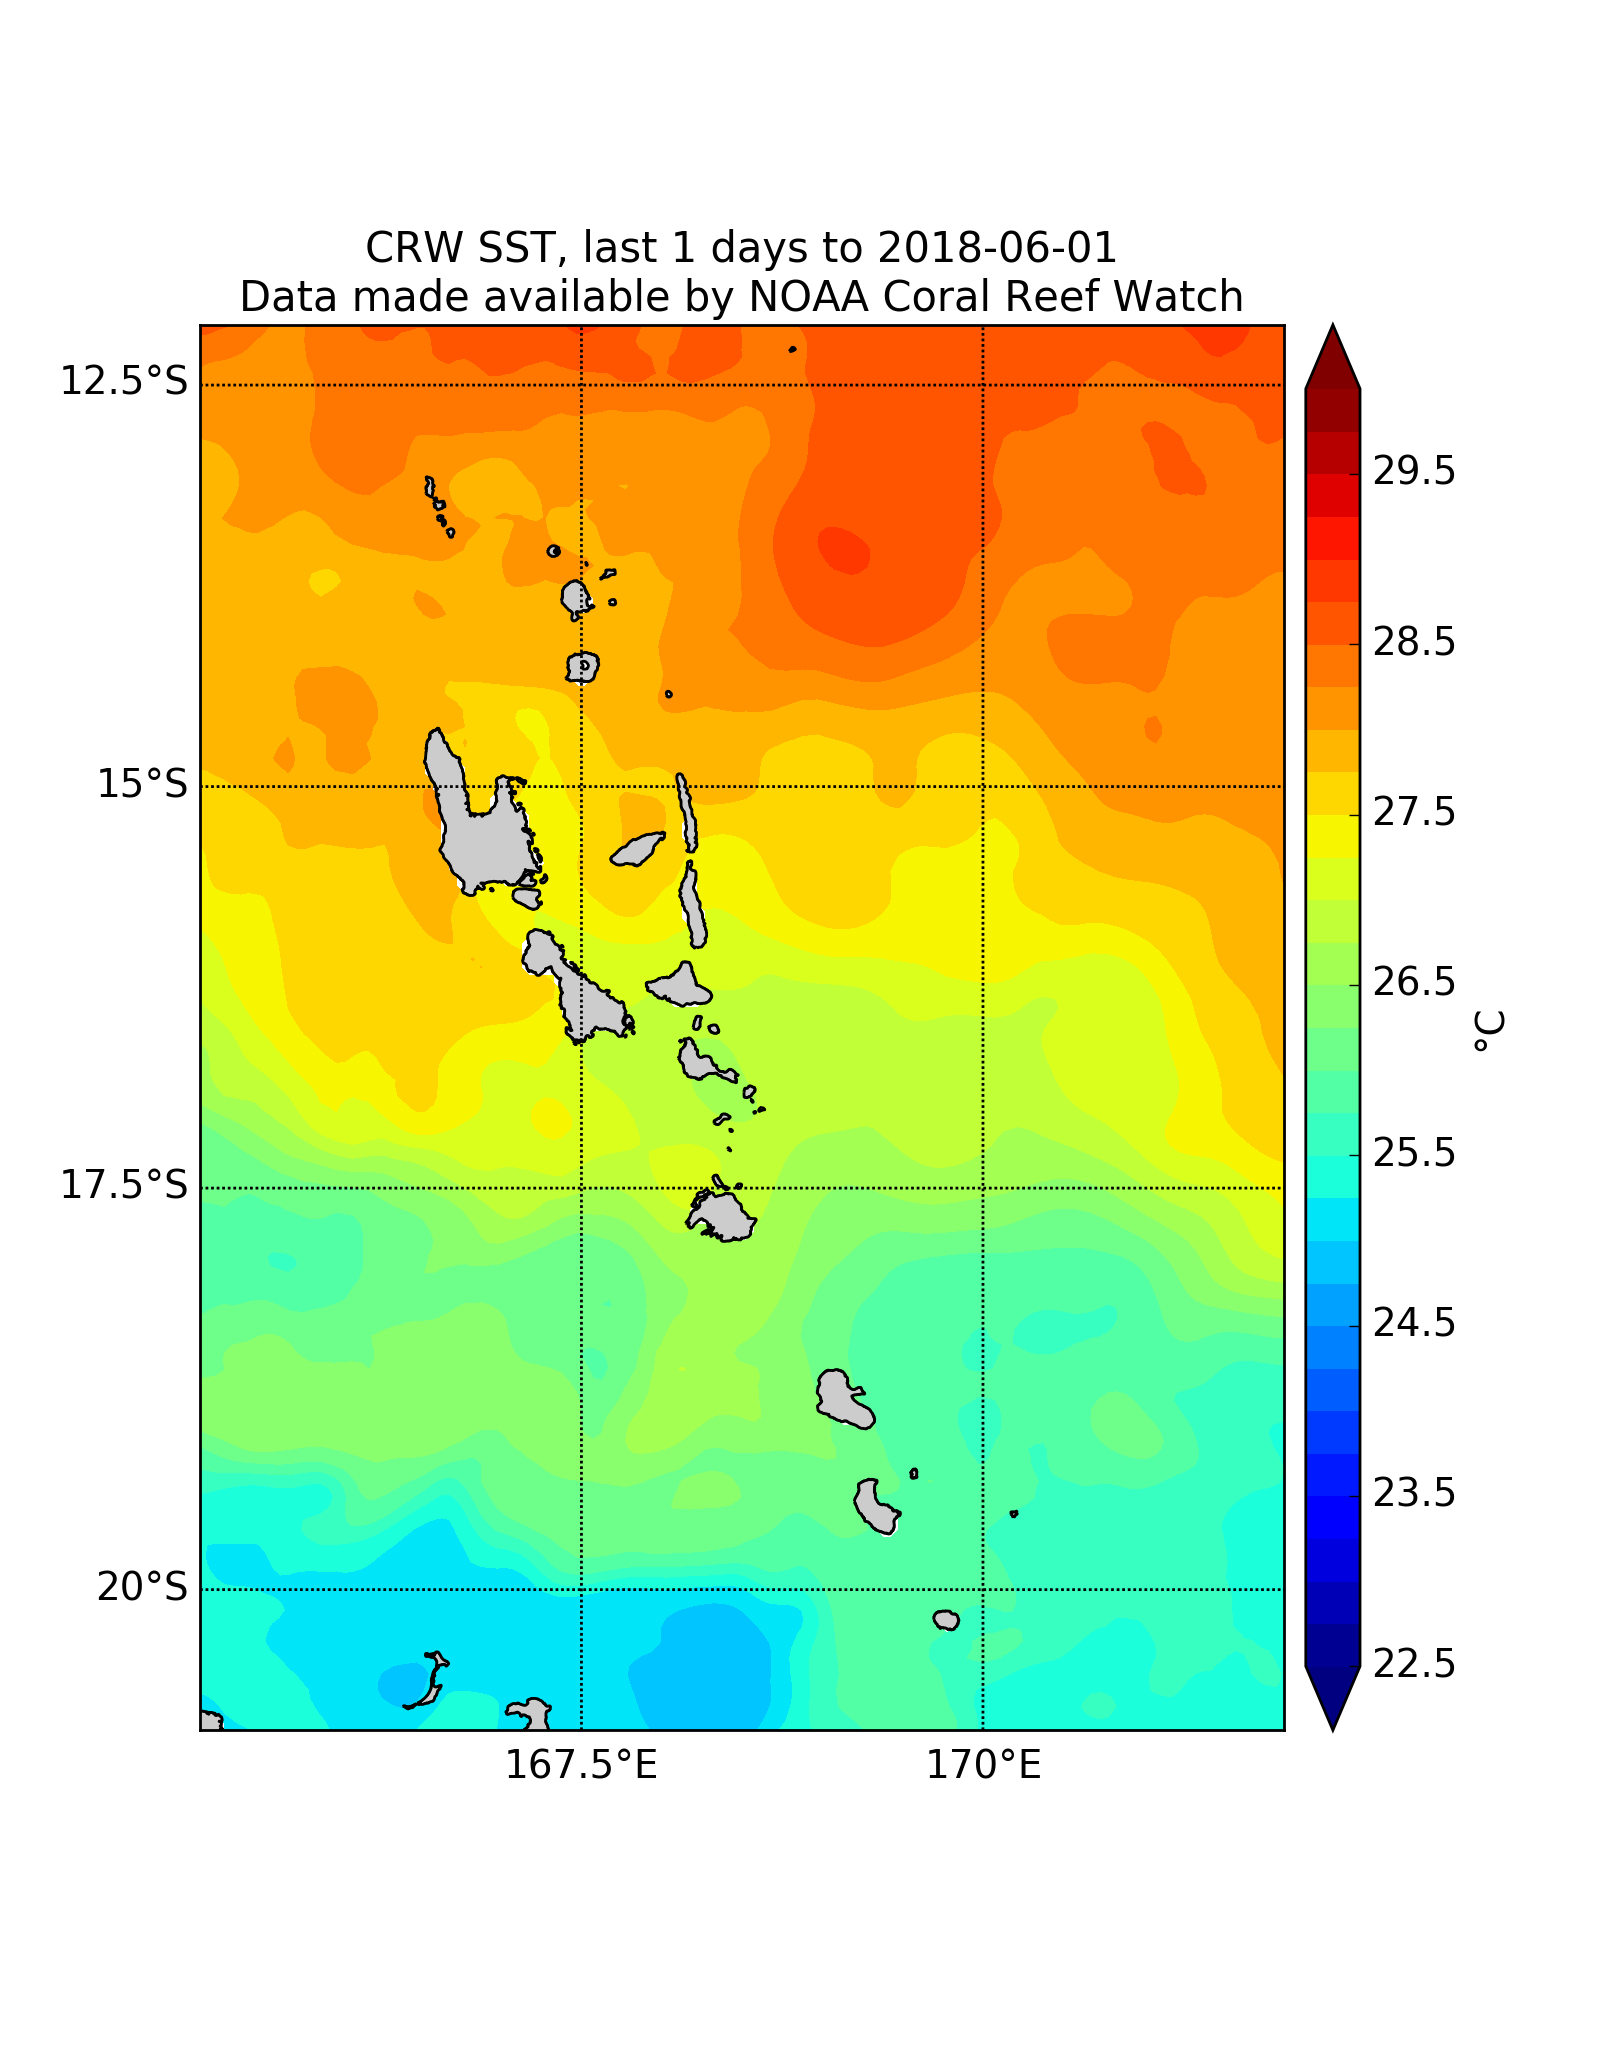 CRW SST, last 1 days to 2018-06-01
Data made available by NOAA Coral Reef Watch
12.5°S
15°S
17.5°S
20°S
167.5°E
170°E
29.5
28.5
27.5
26.5
25.5
24.5
23.5
22.5
°C